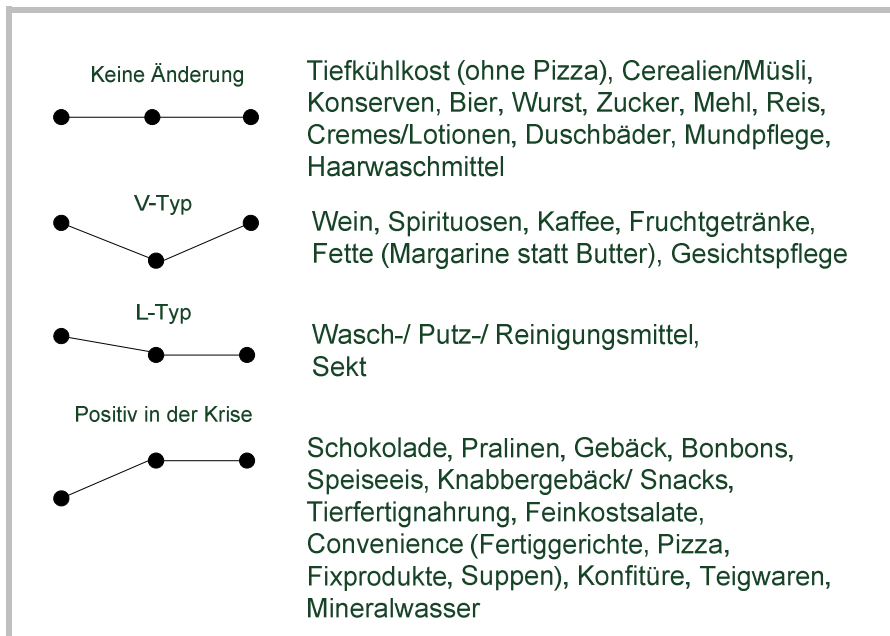 Keine Änderung
Tiefkühlkost (ohne Pizza), Cerealien/Müsli,
Konserven, Bier, Wurst, Zucker, Mehl, Reis,
Cremes/Lotionen, Duschbäder, Mundpflege,
Haarwaschmittel
V-Typ
Wein, Spirituosen, Kaffee, Fruchtgetränke,
Fette (Margarine statt Butter), Gesichtspflege
L-Typ
Wasch-/ Putz-/ Reinigungsmittel,
Sekt
Positiv in der Krise
Schokolade, Pralinen, Gebäck, Bonbons,
Speiseeis, Knabbergebäck/ Snacks,
Tierfertignahrung, Feinkostsalate,
Convenience (Fertiggerichte, Pizza,
Fixprodukte, Suppen), Konfitüre, Teigwaren,
Mineralwasser